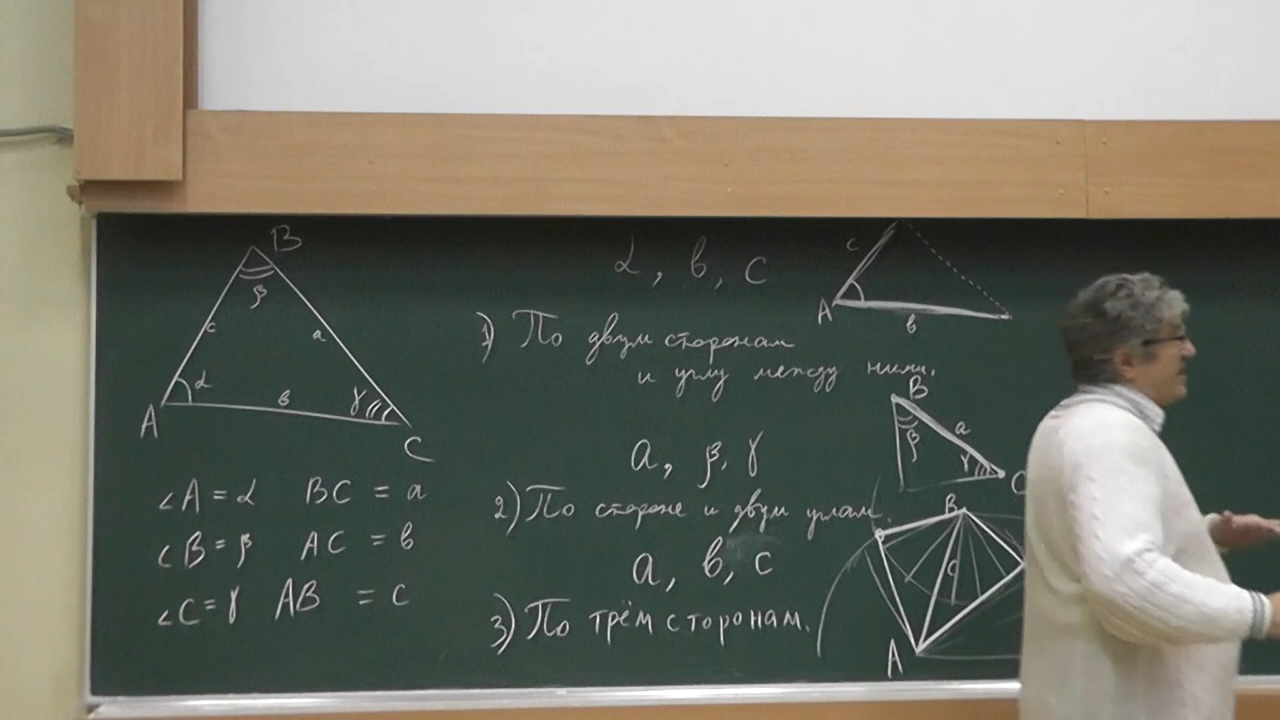 B
β
c
a
α
в
γ
A
C
∠A = α BC = a
∠B = β AC = в
∠C = γ AB = c
α, в, c
c
A
в
1) По двум сторонам
и углу между ними.
B
β
a
γ
C
a, β, γ
2) По стороне и двум углам.
B
c
A
a, в, c
3) По трём сторонам.